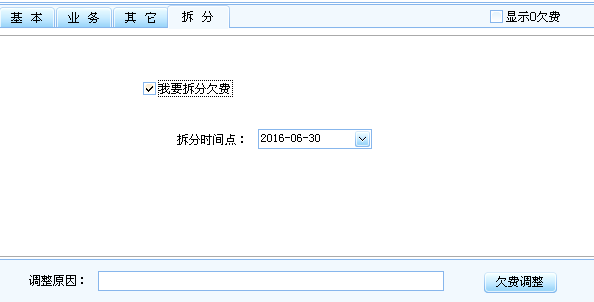 基 本 业 务 其 它 拆 分 显示0欠费
我要拆分欠费
拆分时间点： 2016-06-30
调整原因： 欠费调整